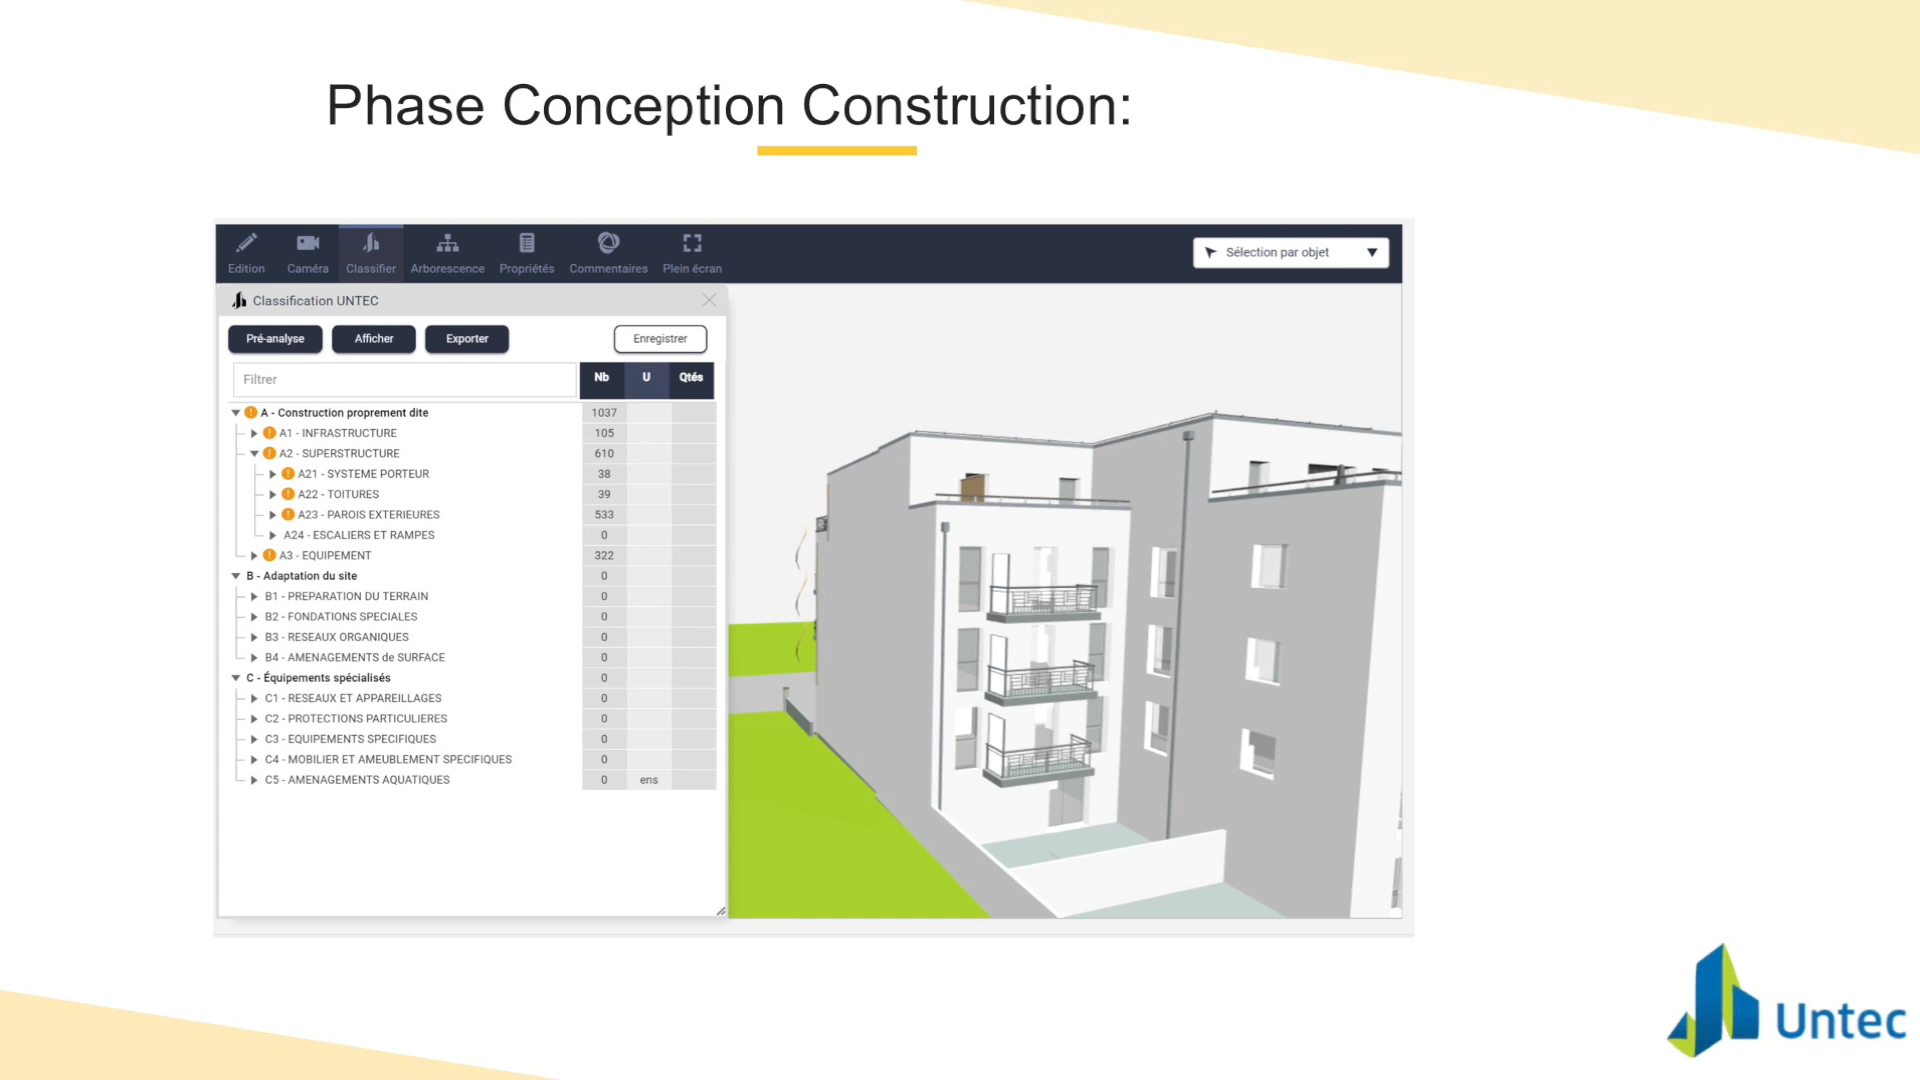 Phase Conception Construction:
Edition Caméra Classifier Arborescence Propriétés Commentaires Plein écran
Sélection par objet
Classification UNTEC
Pré-analyse Afficher Exporter Enregistrer
Filtrer Nb U Qtés
A - Construction proprement dite 1037
A1 - INFRASTRUCTURE 105
A2 - SUPERSTRUCTURE 610
A21 - SYSTEME PORTEUR 38
A22 - TOITURES 39
A23 - PAROIS EXTERIEURES 533
A24 - ESCALIERS ET RAMPES 0
A3 - EQUIPEMENT 322
B - Adaptation du site 0
B1 - PREPARATION DU TERRAIN 0
B2 - FONDATIONS SPECIALES 0
B3 - RESEAUX ORGANIQUES 0
B4 - AMENAGEMENTS de SURFACE 0
C - Équipements spécialisés 0
C1 - RESEAUX ET APPAREILLAGES 0
C2 - PROTECTIONS PARTICULIERES 0
C3 - EQUIPEMENTS SPECIFIQUES 0
C4 - MOBILIER ET AMEUBLEMENT SPECIFIQUES 0
C5 - AMENAGEMENTS AQUATIQUES 0 ens
Untec